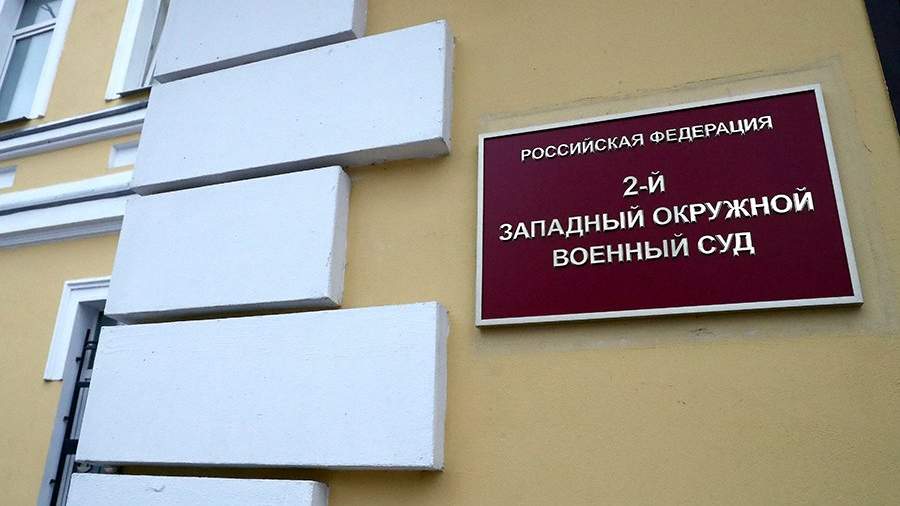 РОССИЙСКАЯ ФЕДЕРАЦИЯ
2-Й
ЗАПАДНЫЙ ОКРУЖНОЙ
ВОЕННЫЙ СУД